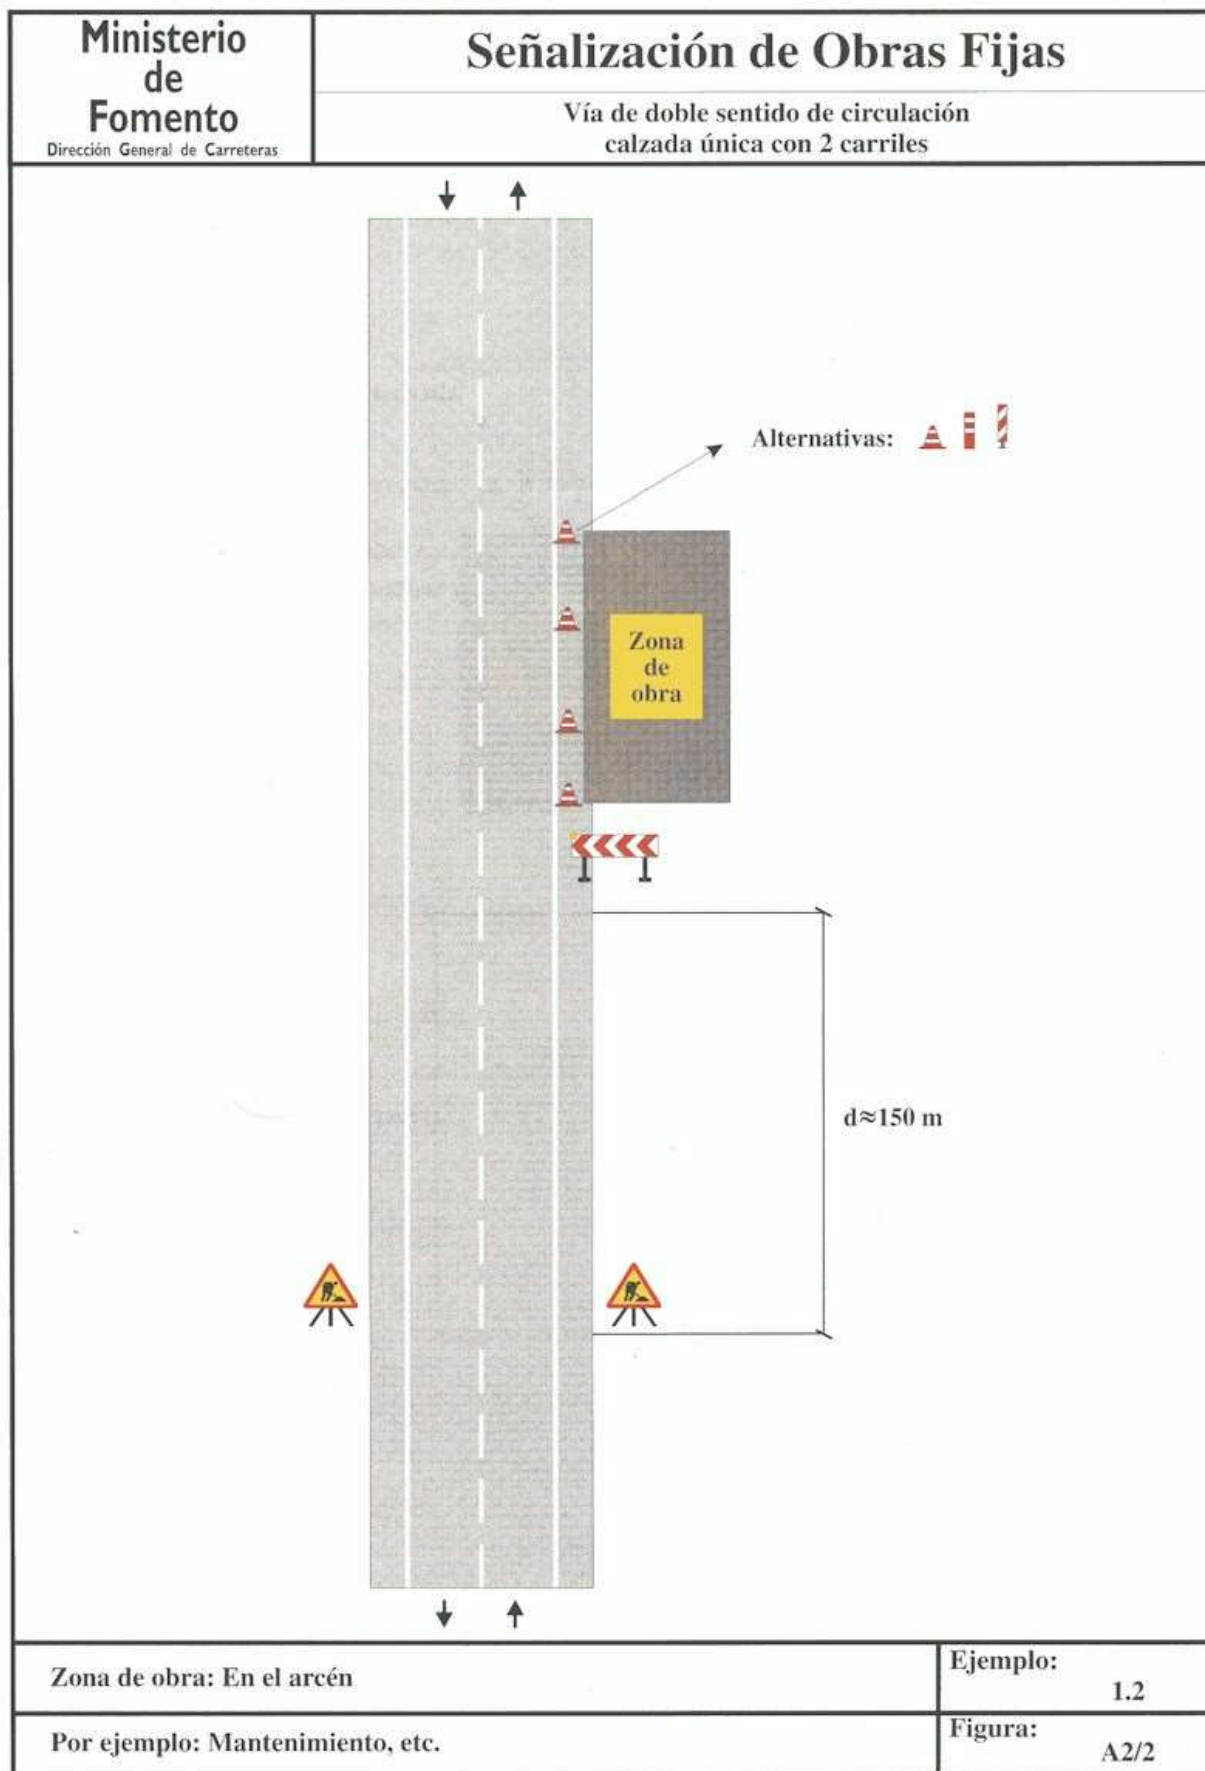 Ministerio
de
Fomento
Dirección General de Carreteras
Señalización de Obras Fijas
Vía de doble sentido de circulación
calzada única con 2 carriles
Alternativas:
Zona
de
obra
d≈150 m
Zona de obra: En el arcén
Ejemplo:
1.2
Por ejemplo: Mantenimiento, etc.
Figura:
A2/2